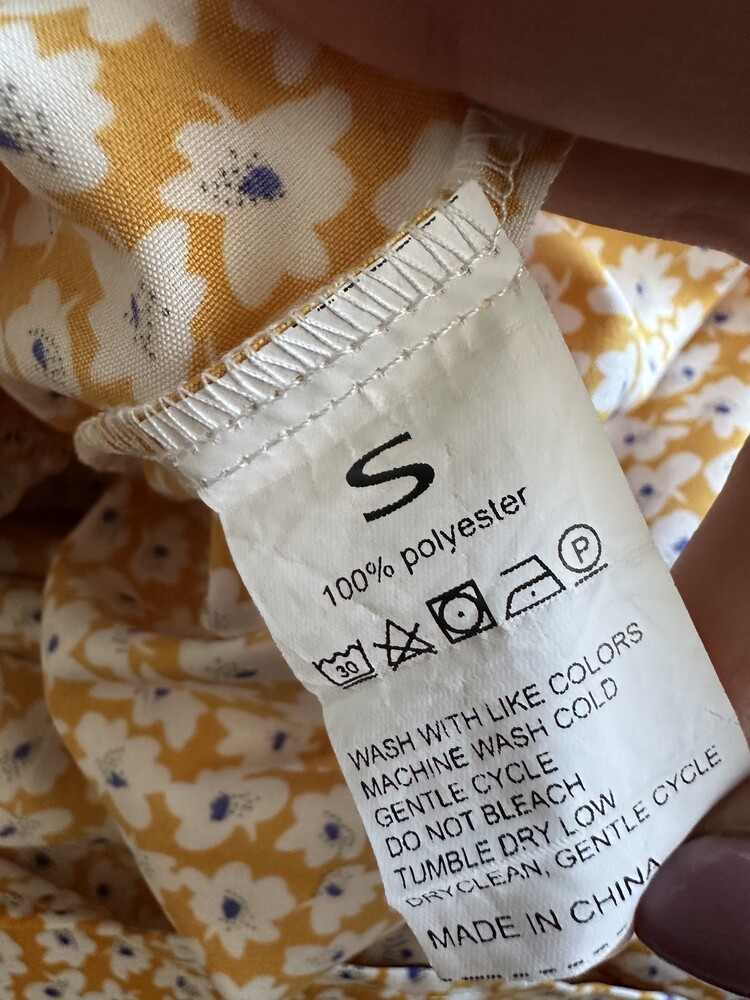 S
100% polyester
30 P
WASH WITH LIKE COLORS
MACHINE WASH COLD
GENTLE CYCLE
DO NOT BLEACH
TUMBLE DRY LOW
DRYCLEAN, GENTLE CYCLE
MADE IN CHINA